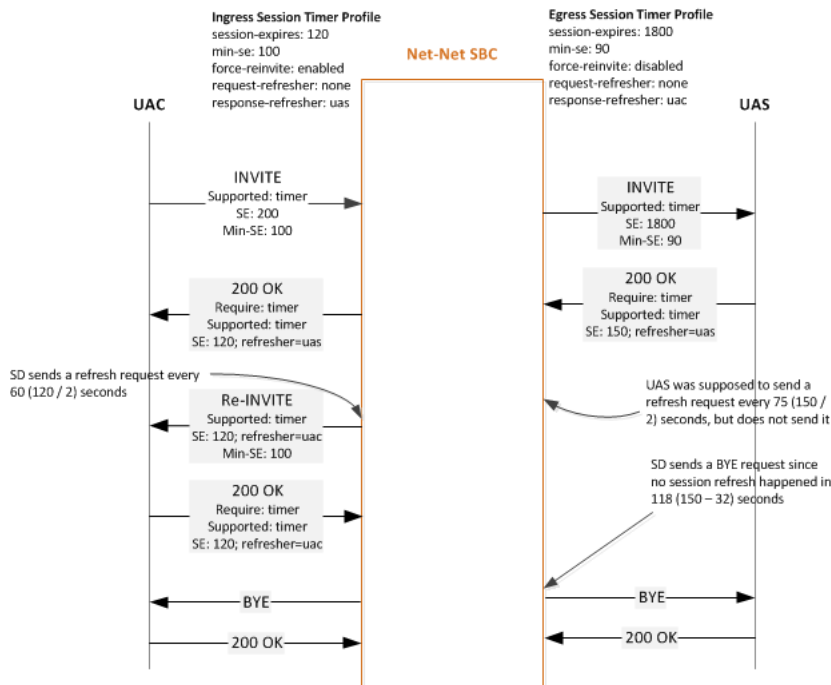 Ingress Session Timer Profile
session-expires: 120
min-se: 100
force-reinvite: enabled
request-refresher: none
response-refresher: uas
Net-Net SBC
Egress Session Timer Profile
session-expires: 1800
min-se: 90
force-reinvite: disabled
request-refresher: none
response-refresher: uac
UAC
UAS
INVITE
Supported: timer
SE: 200
Min-SE: 100
INVITE
Supported: timer
SE: 1800
Min-SE: 90
200 OK
Require: timer
Supported: timer
SE: 120; refresher=uas
200 OK
Require: timer
Supported: timer
SE: 150; refresher=uas
SD sends a refresh request every
60 (120 / 2) seconds
UAS was supposed to send a
refresh request every 75 (150 /
2) seconds, but does not send it
Re-INVITE
Supported: timer
SE: 120; refresher=uac
Min-SE: 100
SD sends a BYE request since
no session refresh happened in
118 (150 – 32) seconds
200 OK
Require: timer
Supported: timer
SE: 120; refresher=uac
BYE
BYE
200 OK
200 OK